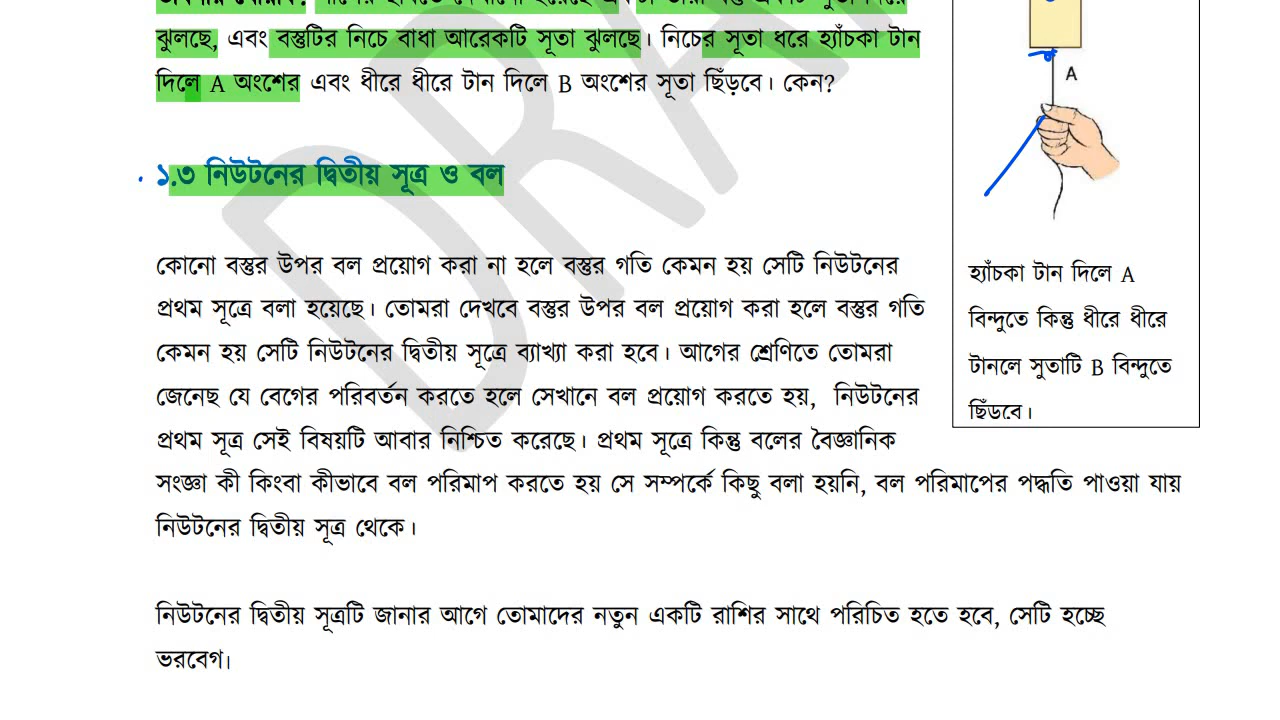 ঝুলছে, এবং বস্তুটির নিচে বাধা আরেকটি সূতা ঝুলছে। নিচের সূতা ধরে হ্যাঁচকা টান
দিলে A অংশের এবং ধীরে ধীরে টান দিলে B অংশের সূতা ছিঁড়বে। কেন?
১.৩ নিউটনের দ্বিতীয় সূত্র ও বল
কোনো বস্তুর উপর বল প্রয়োগ করা না হলে বস্তুর গতি কেমন হয় সেটি নিউটনের
প্রথম সূত্রে বলা হয়েছে। তোমরা দেখবে বস্তুর উপর বল প্রয়োগ করা হলে বস্তুর গতি
কেমন হয় সেটি নিউটনের দ্বিতীয় সূত্রে ব্যাখ্যা করা হবে। আগের শ্রেণিতে তোমরা
জেনেছ যে বেগের পরিবর্তন করতে হলে সেখানে বল প্রয়োগ করতে হয়, নিউটনের
প্রথম সূত্র সেই বিষয়টি আবার নিশ্চিত করেছে। প্রথম সূত্রে কিন্তু বলের বৈজ্ঞানিক
সংজ্ঞা কী কিংবা কীভাবে বল পরিমাপ করতে হয় সে সম্পর্কে কিছু বলা হয়নি, বল পরিমাপের পদ্ধতি পাওয়া যায়
নিউটনের দ্বিতীয় সূত্র থেকে।
নিউটনের দ্বিতীয় সূত্রটি জানার আগে তোমাদের নতুন একটি রাশির সাথে পরিচিত হতে হবে, সেটি হচ্ছে
ভরবেগ।
A
হ্যাঁচকা টান দিলে A
বিন্দুতে কিন্তু ধীরে ধীরে
টানলে সুতাটি B বিন্দুতে
ছিঁড়বে।